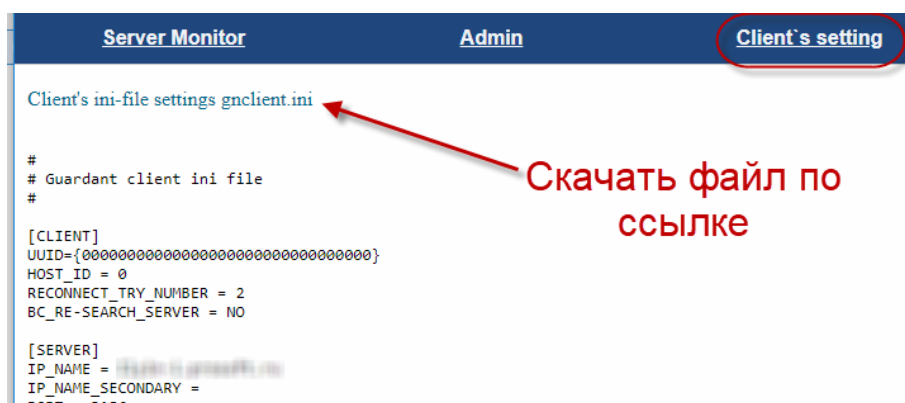 Server Monitor Admin Client`s setting
Client's ini-file settings gnclient.ini
Скачать файл по
ссылке
#
# Guardant client ini file
#
[CLIENT]
UUID={00000000000000000000000000000000}
HOST_ID = 0
RECONNECT_TRY_NUMBER = 2
BC_RE-SEARCH_SERVER = NO
[SERVER]
IP_NAME =
IP_NAME_SECONDARY =